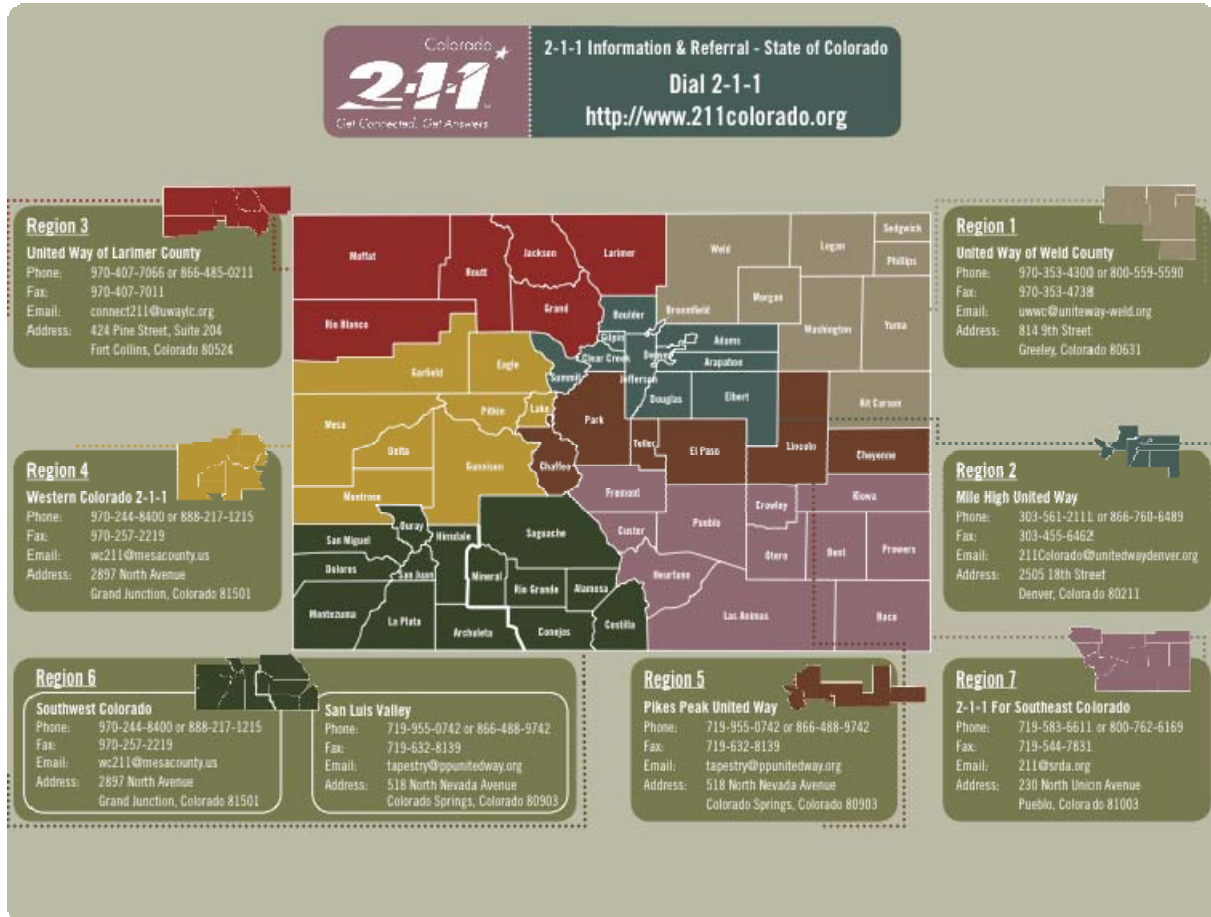 Colorado
2-1-1
Get Connected. Get Answers.
2-1-1 Information & Referral - State of Colorado
Dial 2-1-1
http://www.211colorado.org
Region 3
United Way of Larimer County
Phone: 970-407-7066 or 866-485-0211
Fax: 970-407-7011
Email: connect211@uwaylc.org
Address: 424 Pine Street, Suite 204
Fort Collins, Colorado 80524
Region 4
Western Colorado 2-1-1
Phone: 970-244-8400 or 888-217-1215
Fax: 970-257-2219
Email: wc211@mesacounty.us
Address: 2897 North Avenue
Grand Junction, Colorado 81501
Moffat
Routt
Jackson
Larimer
Weld
Logan
Sedgwich
Phillips
Rio Blanco
Grand
Boulder
Broomfield
Morgan
Washington
Yuma
Garfield
Eagle
Summit
Gilpin
Clear Creek
Denver
Adams
Arapahoe
Jefferson
Douglas
Elbert
Kit Carson
Mesa
Pitkin
Lake
Park
Delta
Gunnison
Chaffee
Teller
El Paso
Lincoln
Cheyenne
Montrose
Fremont
Crowley
Kiowa
Ouray
Hinsdale
Saguache
Custer
Pueblo
San Miguel
Otero
Bent
Prowers
Dolores
San Juan
Mineral
Rio Grande
Alamosa
Heurfano
Montezuma
La Plata
Archuleta
Conejos
Costilla
Las Animas
Baca
Region 1
United Way of Weld County
Phone: 970-353-4300 or 800-559-5590
Fax: 970-353-4738
Email: uwwc@uniteway-weld.org
Address: 814 9th Street
Greeley, Colorado 80631
Region 2
Mile High United Way
Phone: 303-561-2111 or 866-760-6489
Fax: 303-455-6462
Email: 211Colorado@unitedwaydenver.org
Address: 2505 18th Street
Denver, Colorado 80211
Region 6
Southwest Colorado
Phone: 970-244-8400 or 888-217-1215
Fax: 970-257-2219
Email: wc211@mesacounty.us
Address: 2897 North Avenue
Grand Junction, Colorado 81501
San Luis Valley
Phone: 719-955-0742 or 866-488-9742
Fax: 719-632-8139
Email: tapestry@ppunitedway.org
Address: 518 North Nevada Avenue
Colorado Springs, Colorado 80903
Region 5
Pikes Peak United Way
Phone: 719-955-0742 or 866-488-9742
Fax: 719-632-8139
Email: tapestry@ppunitedway.org
Address: 518 North Nevada Avenue
Colorado Springs, Colorado 80903
Region 7
2-1-1 For Southeast Colorado
Phone: 719-583-6611 or 800-762-6169
Fax: 719-544-7831
Email: 211@srda.org
Address: 230 North Union Avenue
Pueblo, Colorado 81003